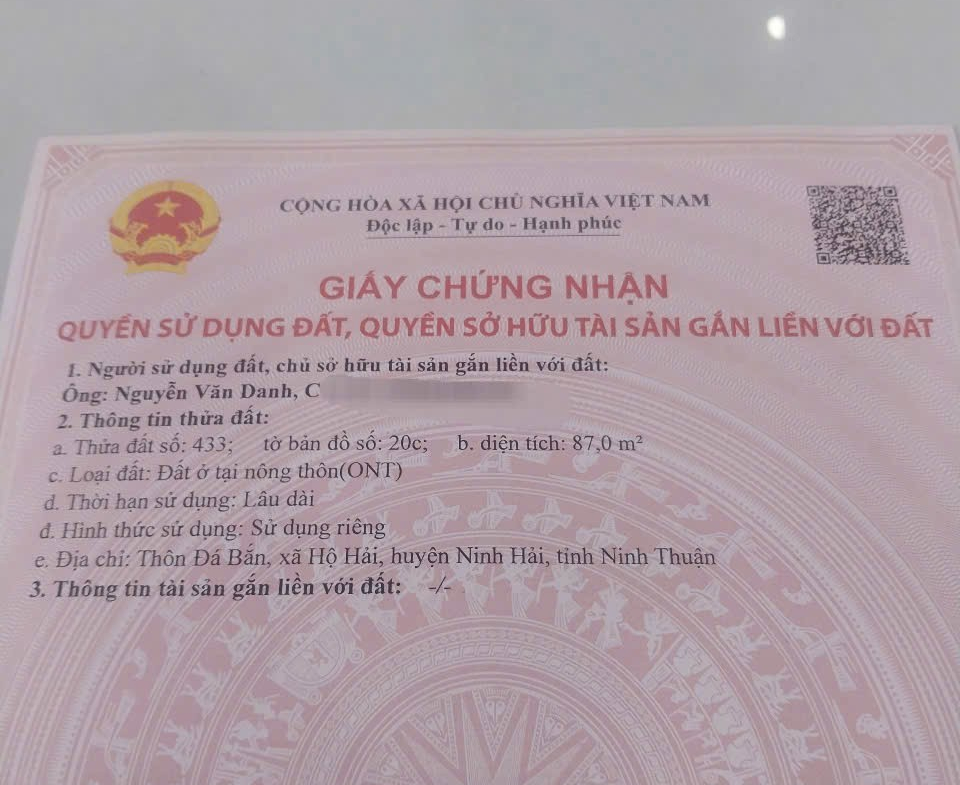 CỘNG HÒA XÃ HỘI CHỦ NGHĨA VIỆT NAM
Độc lập - Tự do - Hạnh phúc
GIẤY CHỨNG NHẬN
QUYỀN SỬ DỤNG ĐẤT, QUYỀN SỞ HỮU TÀI SẢN GẮN LIỀN VỚI ĐẤT
1. Người sử dụng đất, chủ sở hữu tài sản gắn liền với đất:
Ông: Nguyễn Văn Danh, C
2. Thông tin thửa đất:
a. Thửa đất số: 433; tờ bản đồ số: 20c; b. diện tích: 87,0 m²
c. Loại đất: Đất ở tại nông thôn(ONT)
d. Thời hạn sử dụng: Lâu dài
đ. Hình thức sử dụng: Sử dụng riêng
e. Địa chỉ: Thôn Đá Bắn, xã Hộ Hải, huyện Ninh Hải, tỉnh Ninh Thuận
3. Thông tin tài sản gắn liền với đất: -/-